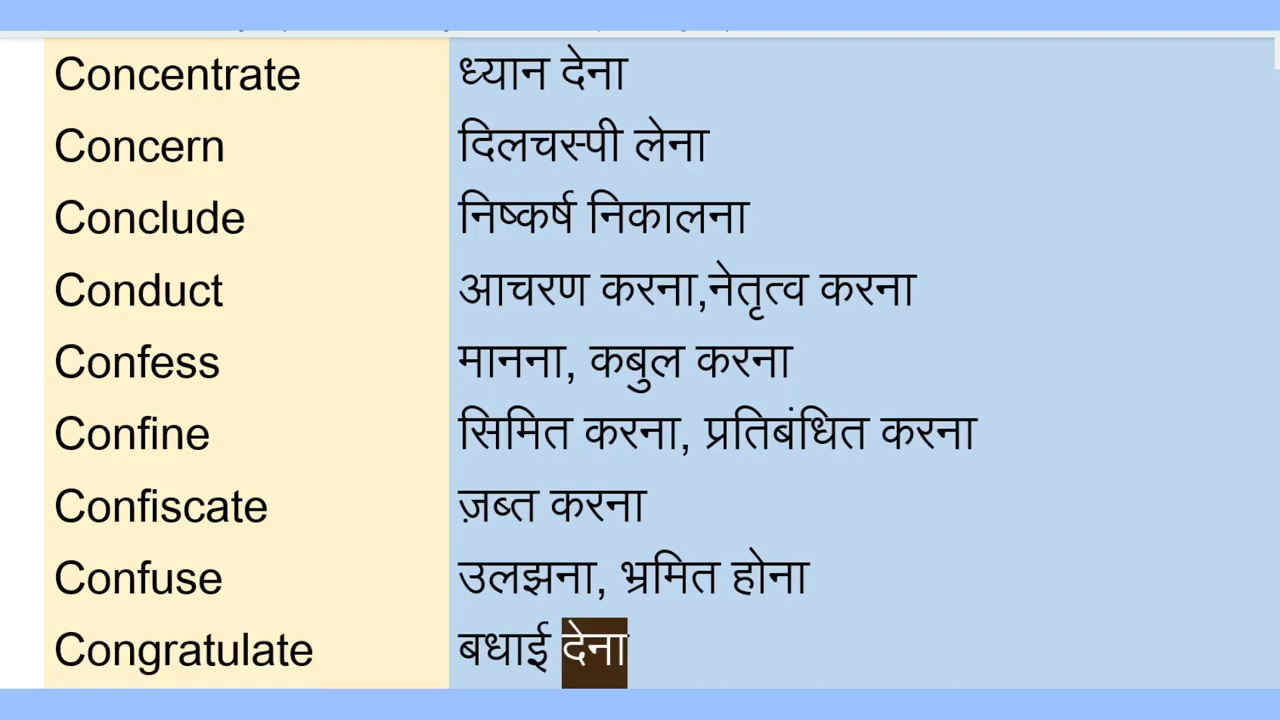 Concentrate ध्यान देना
Concern दिलचस्पी लेना
Conclude निष्कर्ष निकालना
Conduct आचरण करना,नेतृत्व करना
Confess मानना, कबुल करना
Confine सिमित करना, प्रतिबंधित करना
Confiscate ज़ब्त करना
Confuse उलझना, भ्रमित होना
Congratulate बधाई देना